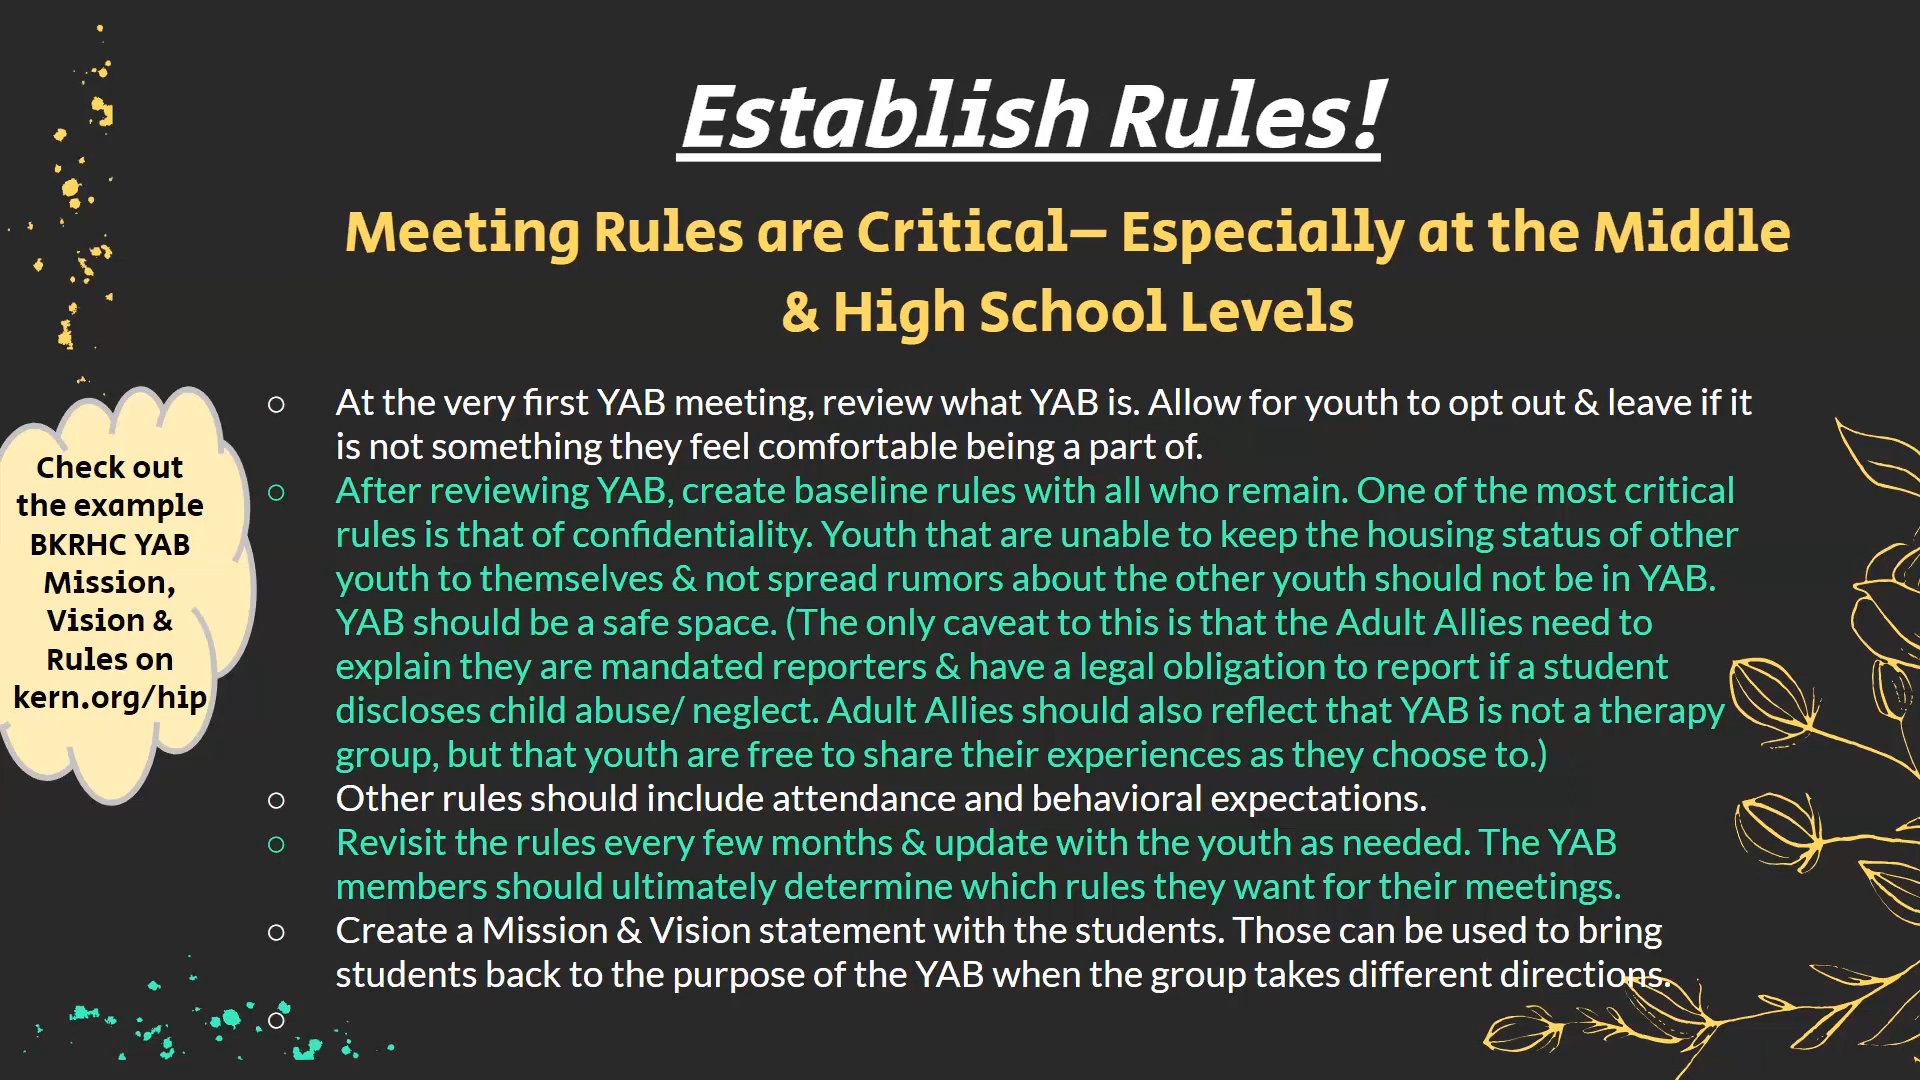 Establish Rules!
Meeting Rules are Critical— Especially at the Middle
& High School Levels
Check out
the example
BKRHC YAB
Mission,
Vision &
Rules on
kern.org/hip
○ At the very first YAB meeting, review what YAB is. Allow for youth to opt out & leave if it
is not something they feel comfortable being a part of.
○ After reviewing YAB, create baseline rules with all who remain. One of the most critical
rules is that of confidentiality. Youth that are unable to keep the housing status of other
youth to themselves & not spread rumors about the other youth should not be in YAB.
YAB should be a safe space. (The only caveat to this is that the Adult Allies need to
explain they are mandated reporters & have a legal obligation to report if a student
discloses child abuse/ neglect. Adult Allies should also reflect that YAB is not a therapy
group, but that youth are free to share their experiences as they choose to.)
○ Other rules should include attendance and behavioral expectations.
○ Revisit the rules every few months & update with the youth as needed. The YAB
members should ultimately determine which rules they want for their meetings.
○ Create a Mission & Vision statement with the students. Those can be used to bring
students back to the purpose of the YAB when the group takes different directions.
○